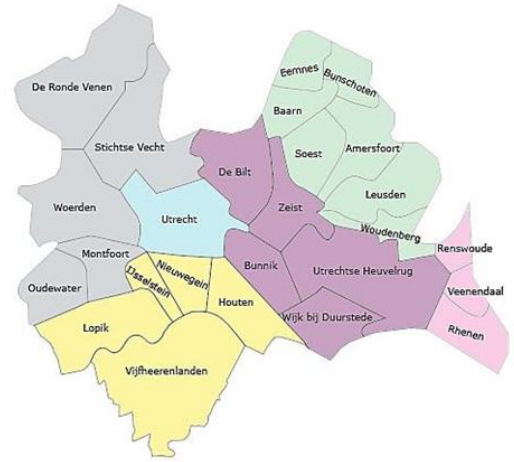 Eemnes
Bunschoten
De Ronde Venen
Baarn
Stichtse Vecht
Soest
Amersfoort
De Bilt
Leusden
Woerden
Zeist
Utrecht
Woudenberg
Renswoude
Montfoort
Nieuwegein
Bunnik
Utrechtse Heuvelrug
IJsselstein
Oudewater
Veenendaal
Houten
Wijk bij Duurstede
Lopik
Rhenen
Vijfheerenlanden